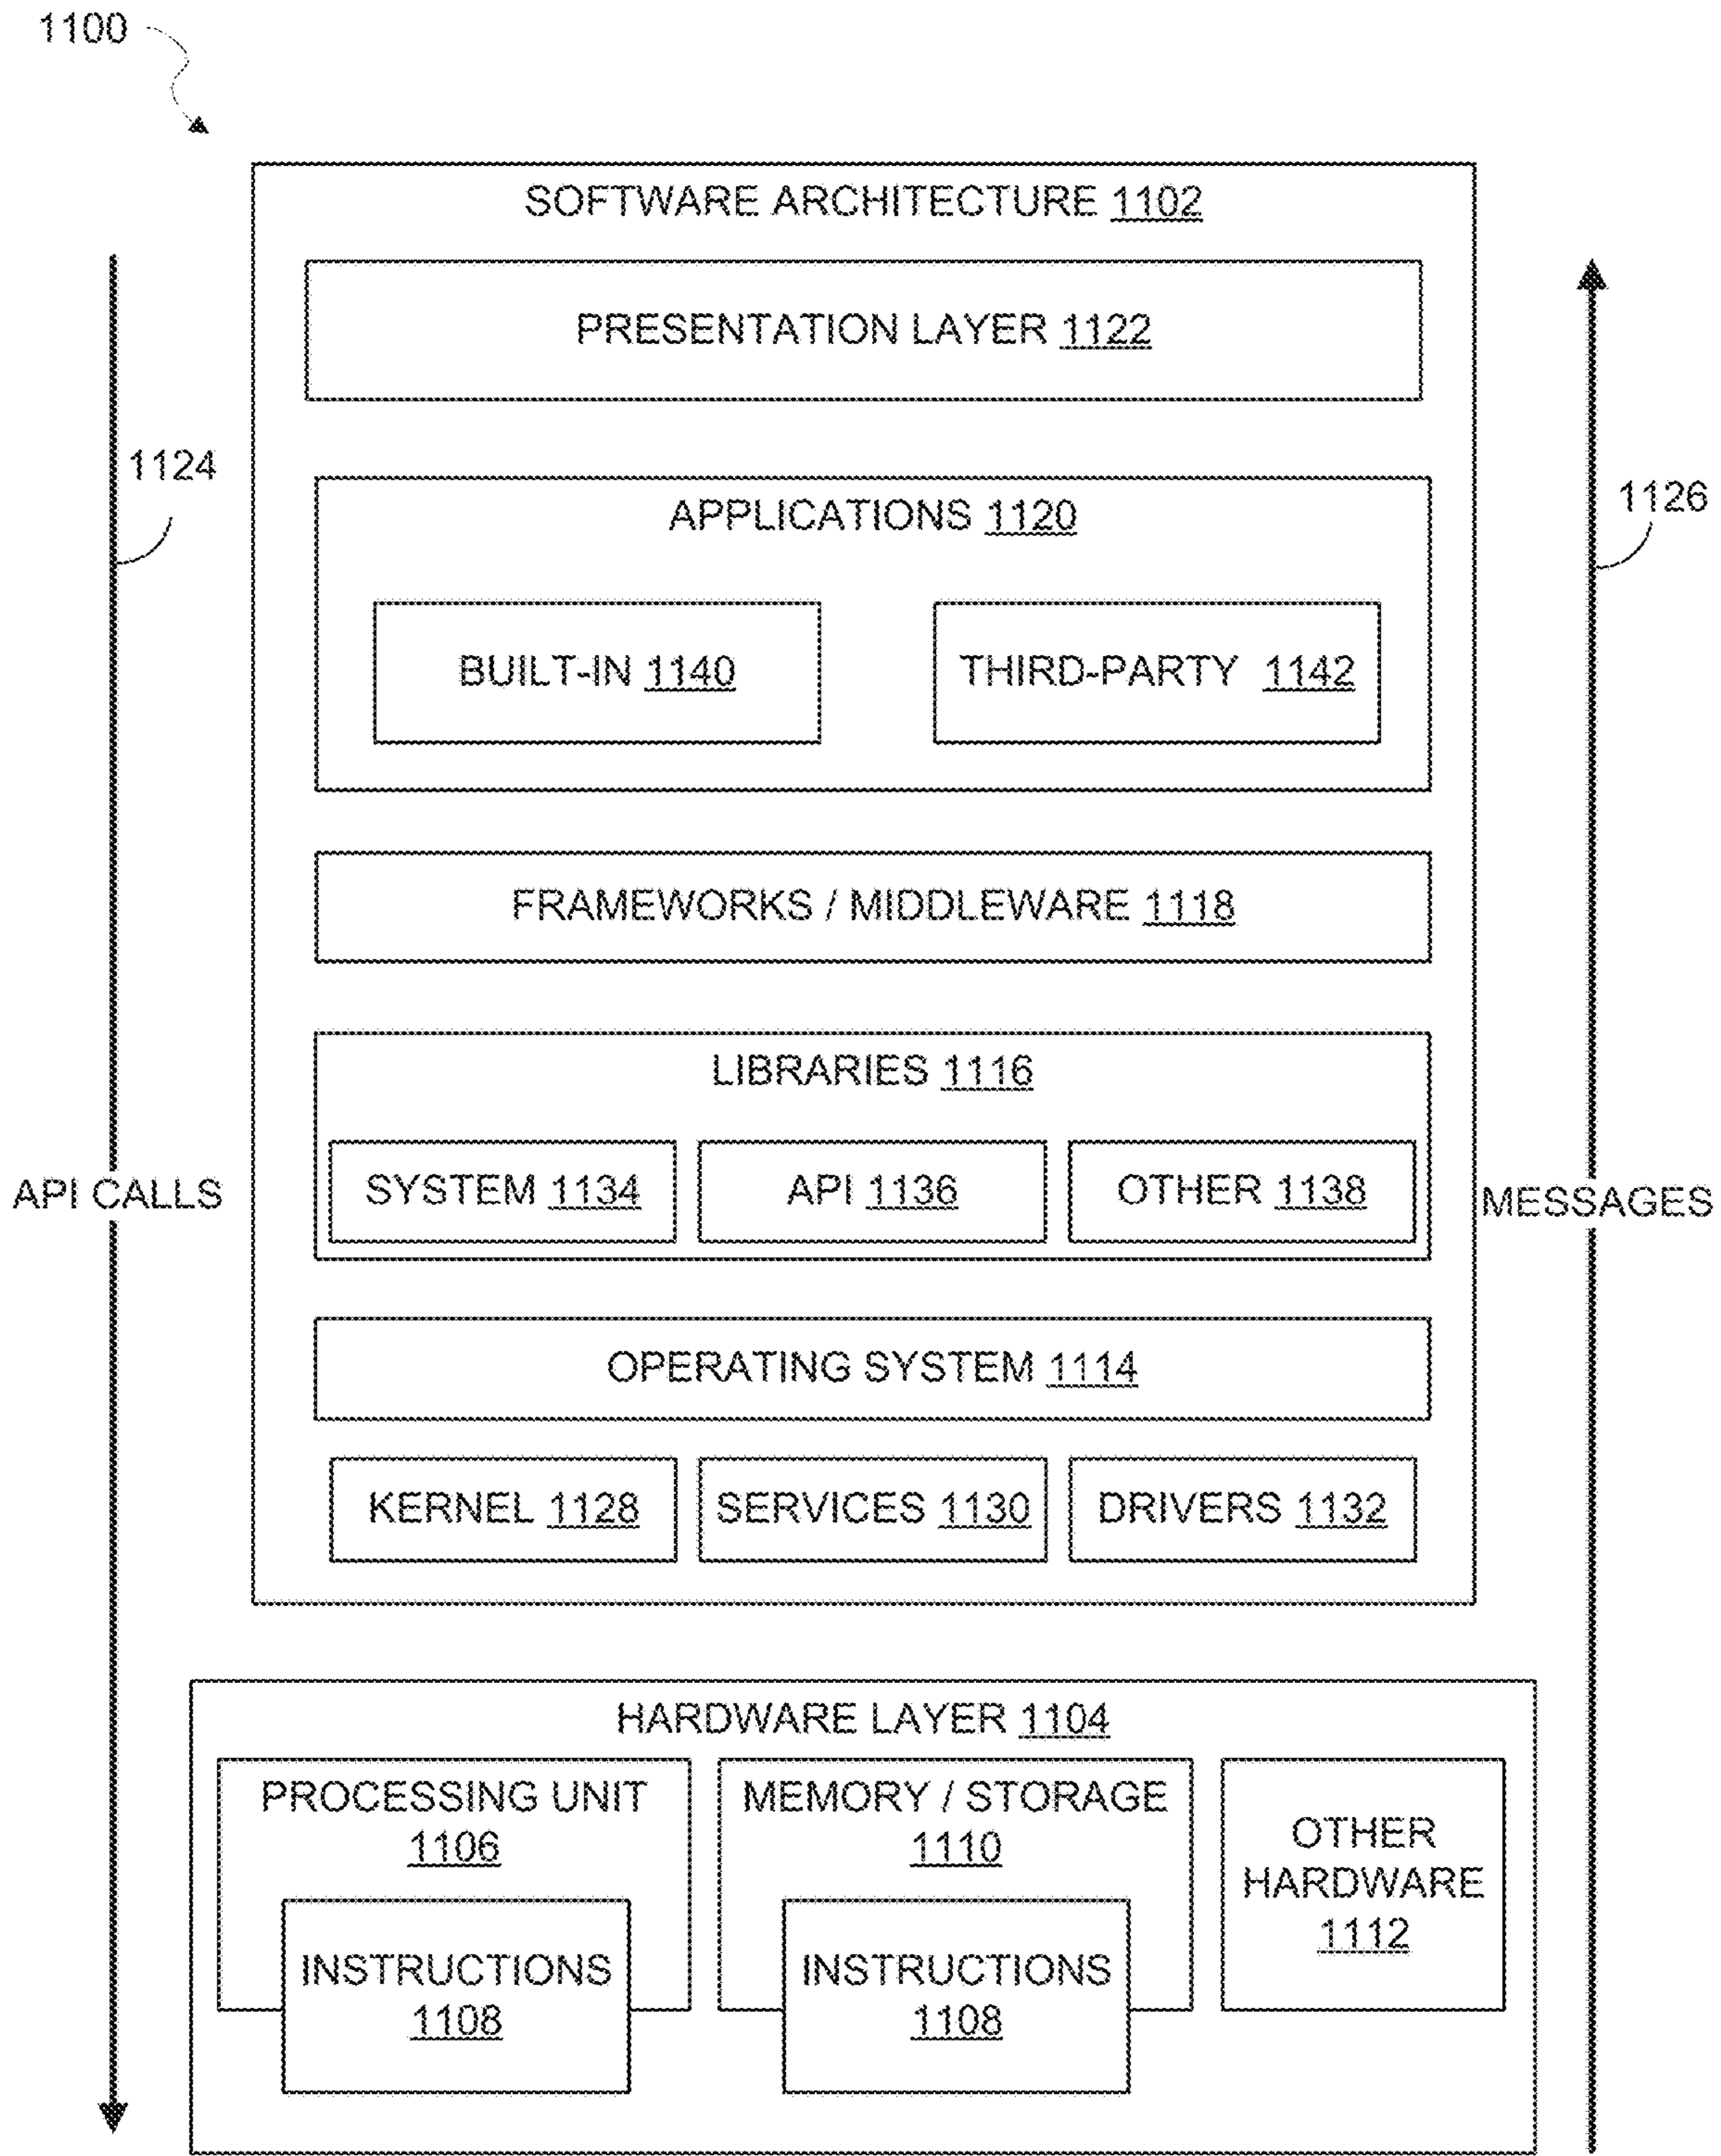 1100
SOFTWARE ARCHITECTURE 1102
PRESENTATION LAYER 1122
1124
1126
APPLICATIONS 1120
BUILT-IN 1140
THIRD-PARTY 1142
FRAMEWORKS / MIDDLEWARE 1118
LIBRARIES 1116
SYSTEM 1134
API 1136
OTHER 1138
API CALLS
MESSAGES
OPERATING SYSTEM 1114
KERNEL 1128
SERVICES 1130
DRIVERS 1132
HARDWARE LAYER 1104
PROCESSING UNIT
1106
INSTRUCTIONS
1108
MEMORY / STORAGE
1110
INSTRUCTIONS
1108
OTHER
HARDWARE
1112